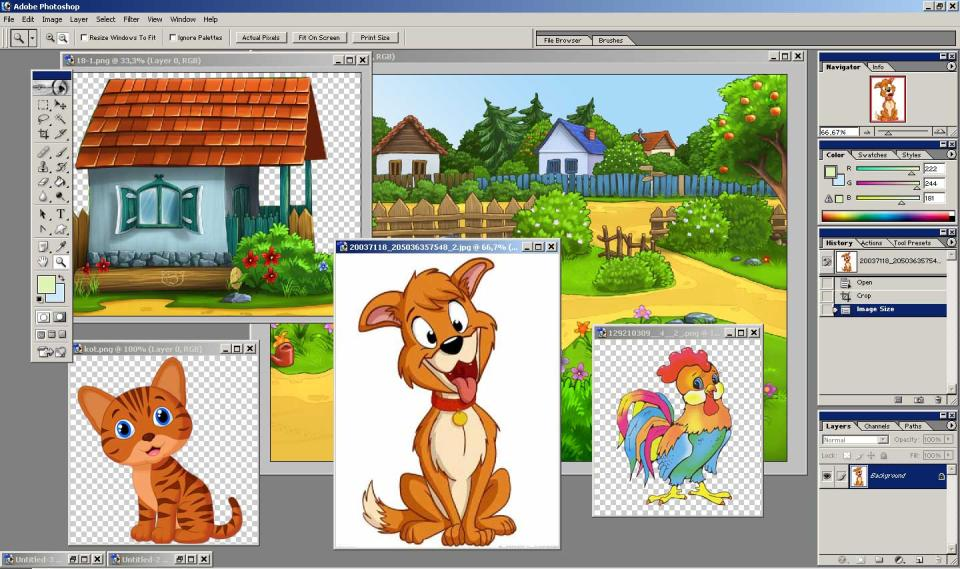 Adobe Photoshop
File Edit Image Layer Select Filter View Window Help
Resize Windows To Fit Ignore Palettes Actual Pixels Fit On Screen Print Size File Browser Brushes
18-1.png @ 33,3% (Layer 0, RGB)
, RGB)
Navigator Info
66,67%
Color Swatches Styles
R 222
G 244
B 181
History Actions Tool Presets
20037118_20503635754...
Open
Crop
Image Size
20037118_205036357548_2.jpg @ 66,7% (...
129210309__4__2_.png @ 1...
kot.png @ 100% (Layer 0, RGB)
Layers Channels Paths
Normal Opacity: 100%
Lock: Fill: 100%
Background
Untitled-3... Untitled-2 ...